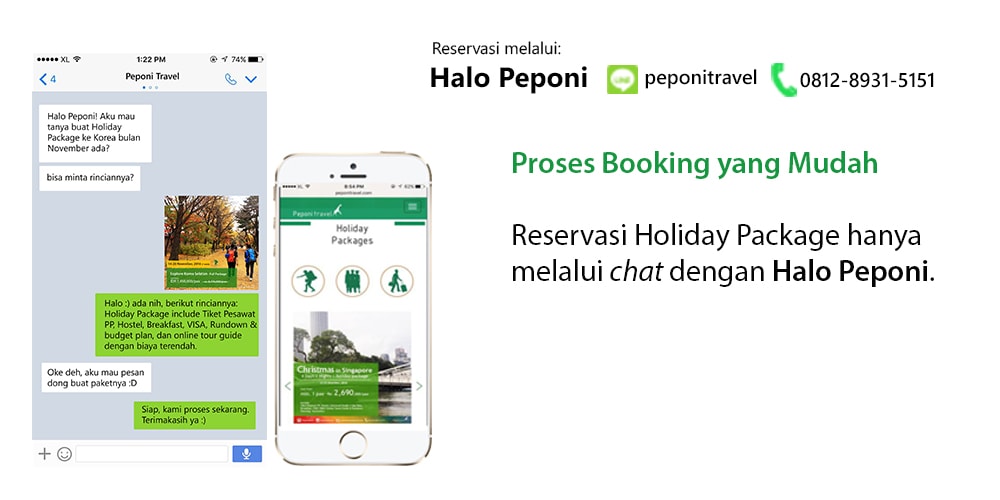 Reservasi melalui:
Halo Peponi
LINE
peponitravel
0812-8931-5151
XL
1:22 PM
74%
4
Peponi Travel
Halo Peponi! Aku mau
tanya buat Holiday
Package ke Korea bulan
November ada?
bisa minta rinciannya?
Halo :) ada nih, berikut rinciannya:
Holiday Package include Tiket Pesawat
PP, Hostel, Breakfast, VISA, Rundown &
budget plan, dan online tour guide
dengan biaya terendah.
Oke deh, aku mau pesan
dong buat paketnya :D
Siap, kami proses sekarang.
Terimakasih ya :)
XL
8:54 PM
62%
peponitravel.com
Peponi travel
Holiday
Packages
Christmas in Singapore
2,690
Proses Booking yang Mudah
Reservasi Holiday Package hanya
melalui chat dengan Halo Peponi.